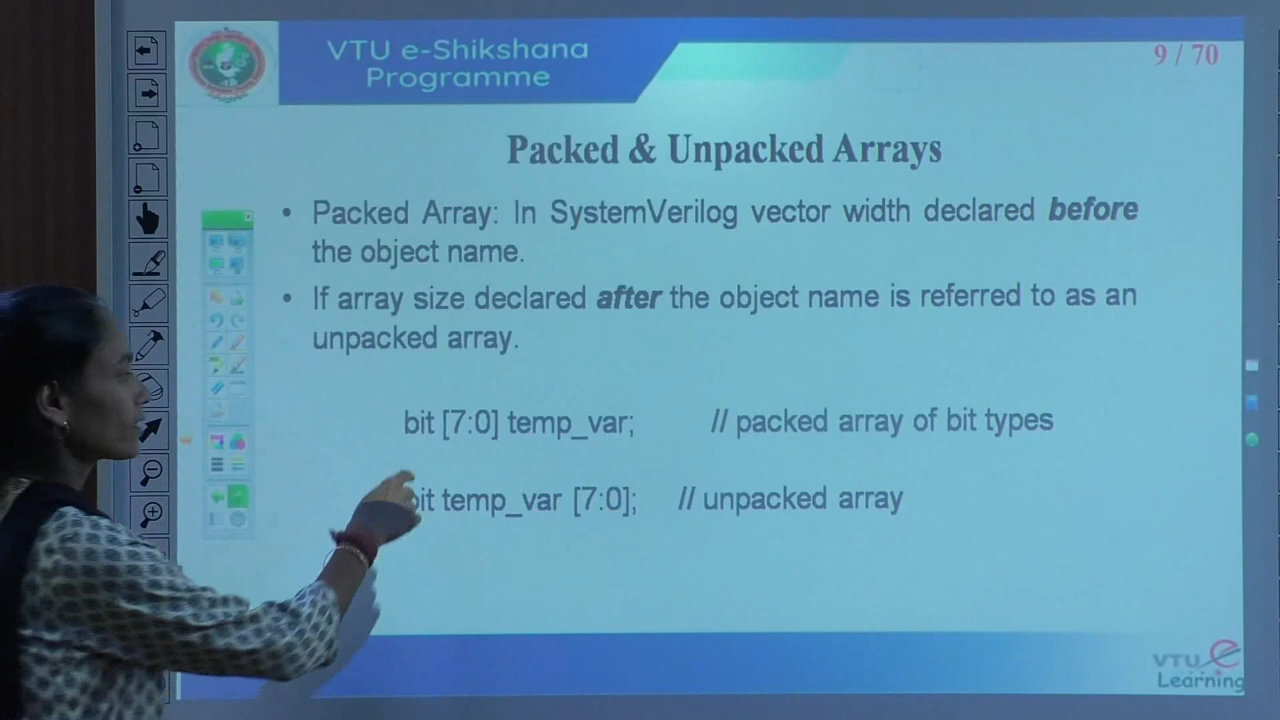 VTU e-Shikshana
Programme
9 / 70
Packed & Unpacked Arrays
• Packed Array: In SystemVerilog vector width declared before
the object name.
• If array size declared after the object name is referred to as an
unpacked array.
bit [7:0] temp_var; // packed array of bit types
bit temp_var [7:0]; // unpacked array
VTU e
Learning